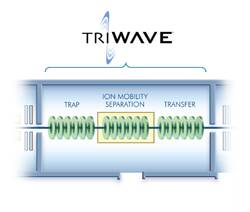 TRIWAVE
ION MOBILITY
TRAP SEPARATION TRANSFER